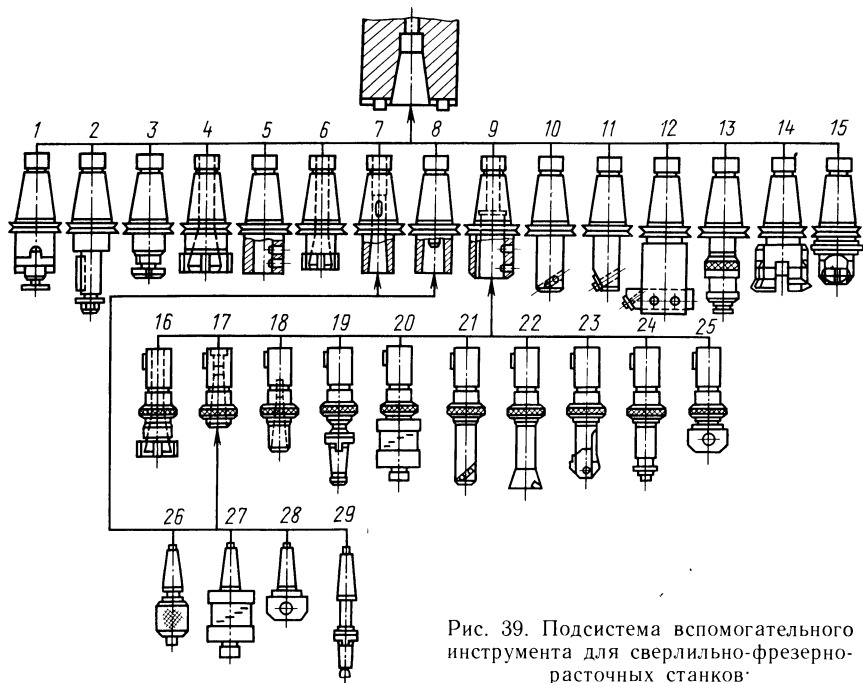 1 2 3 4 5 6 7 8 9 10 11 12 13 14 15
16 17 18 19 20 21 22 23 24 25
26 27 28 29
Рис. 39. Подсистема вспомогательного
инструмента для сверлильно-фрезерно-
расточных станков